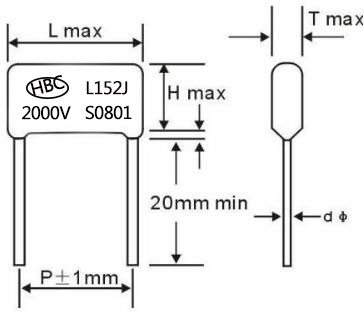 L max
T max
HBC L152J
2000V S0801
H max
20mm min
d ϕ
P±1mm